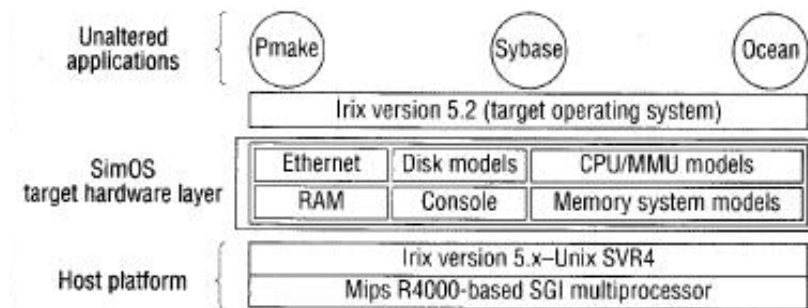 Unaltered
applications
Pmake
Sybase
Ocean
Irix version 5.2 (target operating system)
SimOS
target hardware layer
Ethernet
Disk models
CPU/MMU models
RAM
Console
Memory system models
Host platform
Irix version 5.x–Unix SVR4
Mips R4000-based SGI multiprocessor